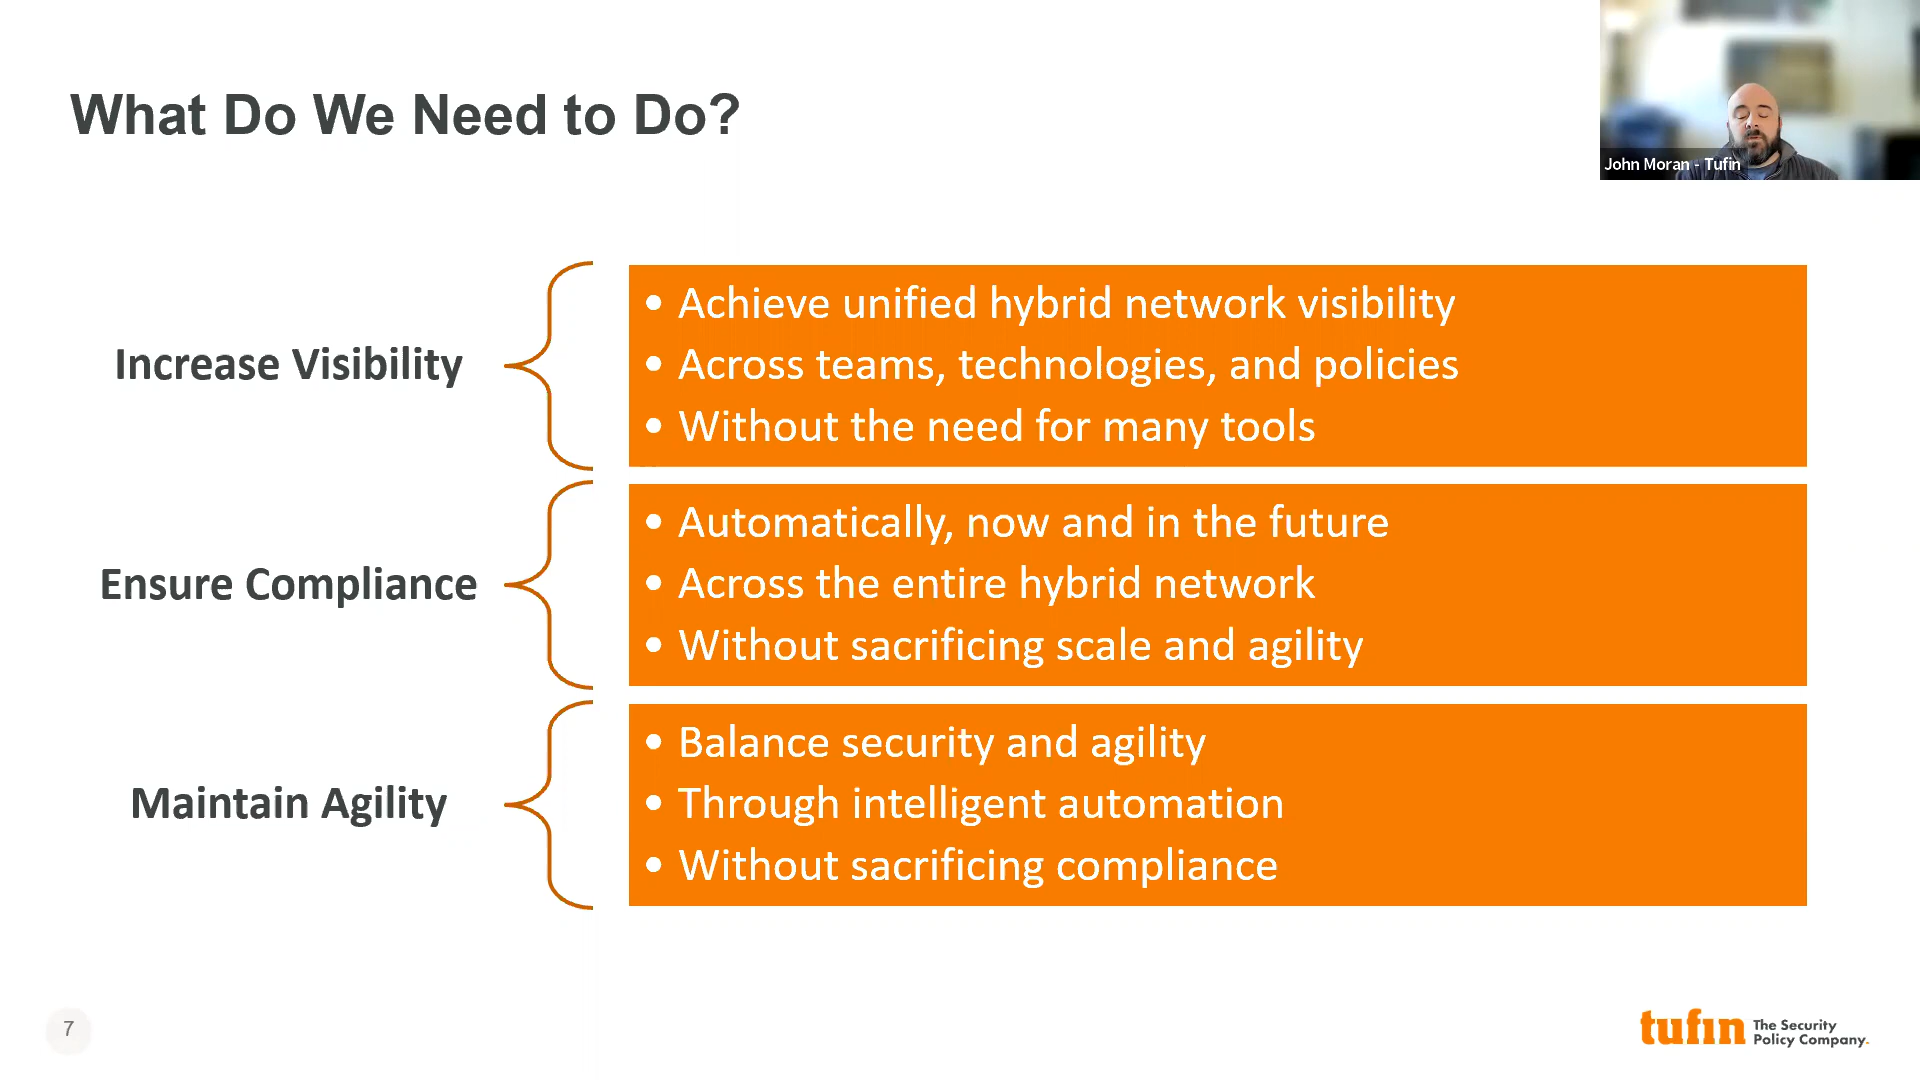 What Do We Need to Do?
John Moran - Tufin
Increase Visibility
• Achieve unified hybrid network visibility
• Across teams, technologies, and policies
• Without the need for many tools
Ensure Compliance
• Automatically, now and in the future
• Across the entire hybrid network
• Without sacrificing scale and agility
Maintain Agility
• Balance security and agility
• Through intelligent automation
• Without sacrificing compliance
7
tufin
The Security
Policy Company.